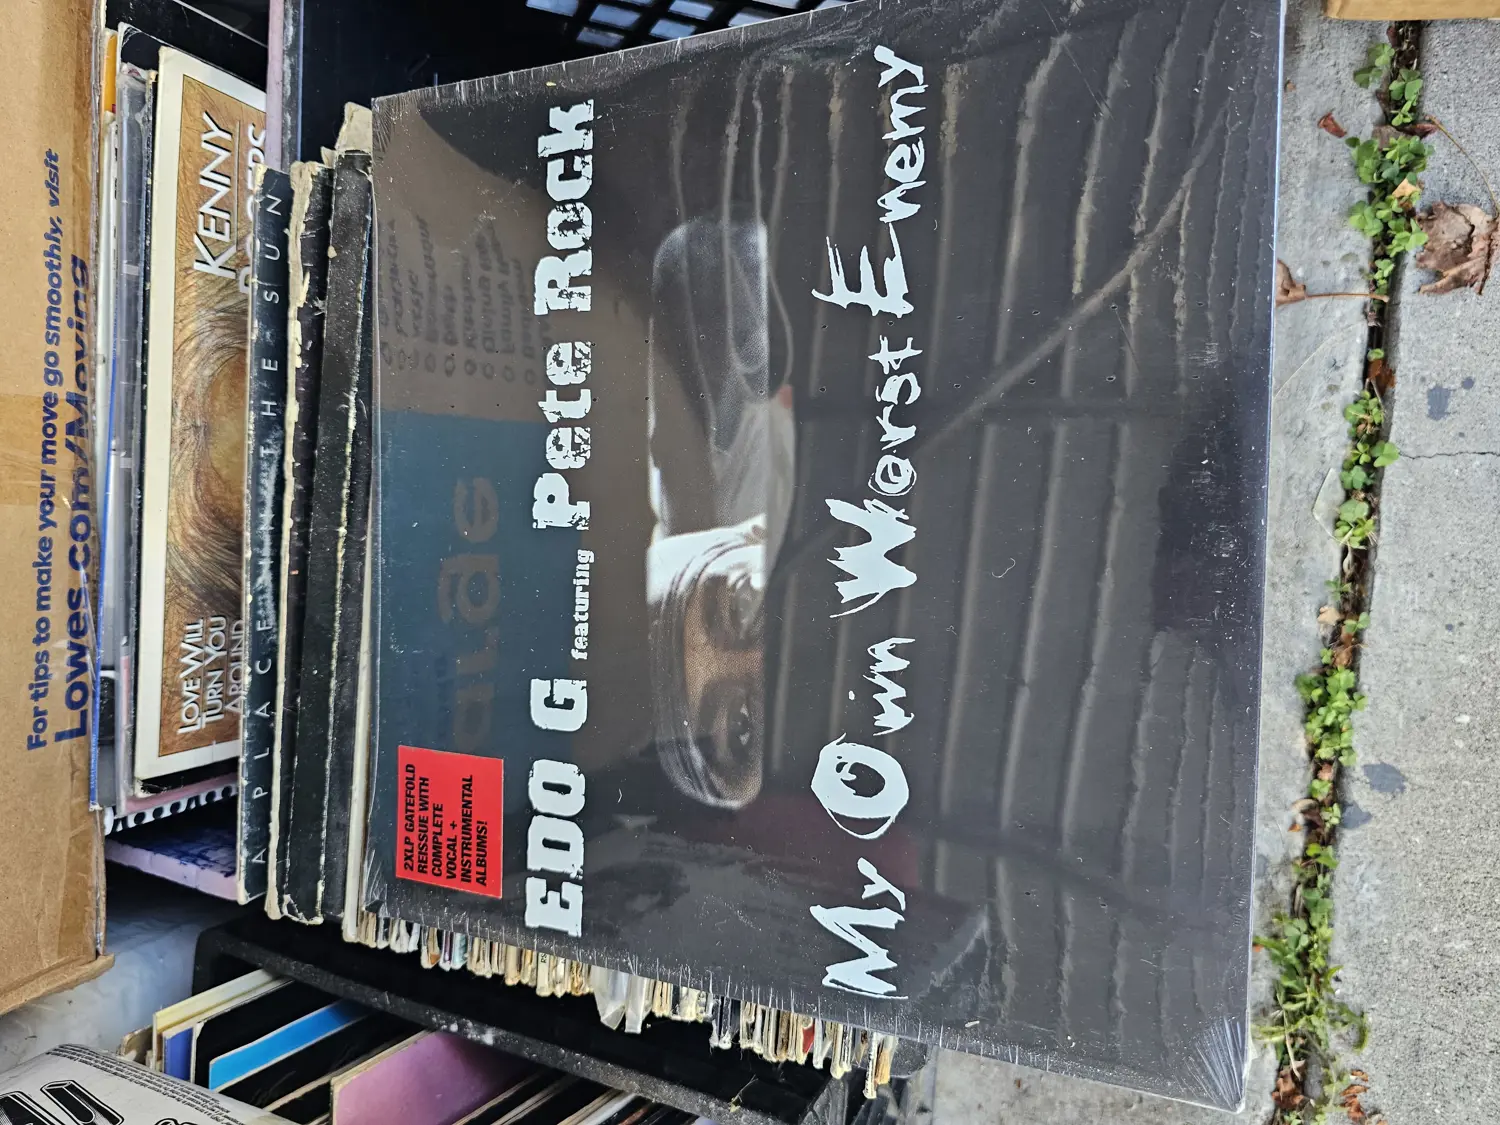 EDO G featuring Pete Rock
My Own Worst Enemy
2XLP GATEFOLD
REISSUE WITH
COMPLETE
VOCAL +
INSTRUMENTAL
ALBUMS!
A PLACE IN THE SUN
KENNY
ROGERS
LOVE WILL
TURN YOU
AROUND
For tips to make your move go smoothly, visit
Lowes.com/Moving